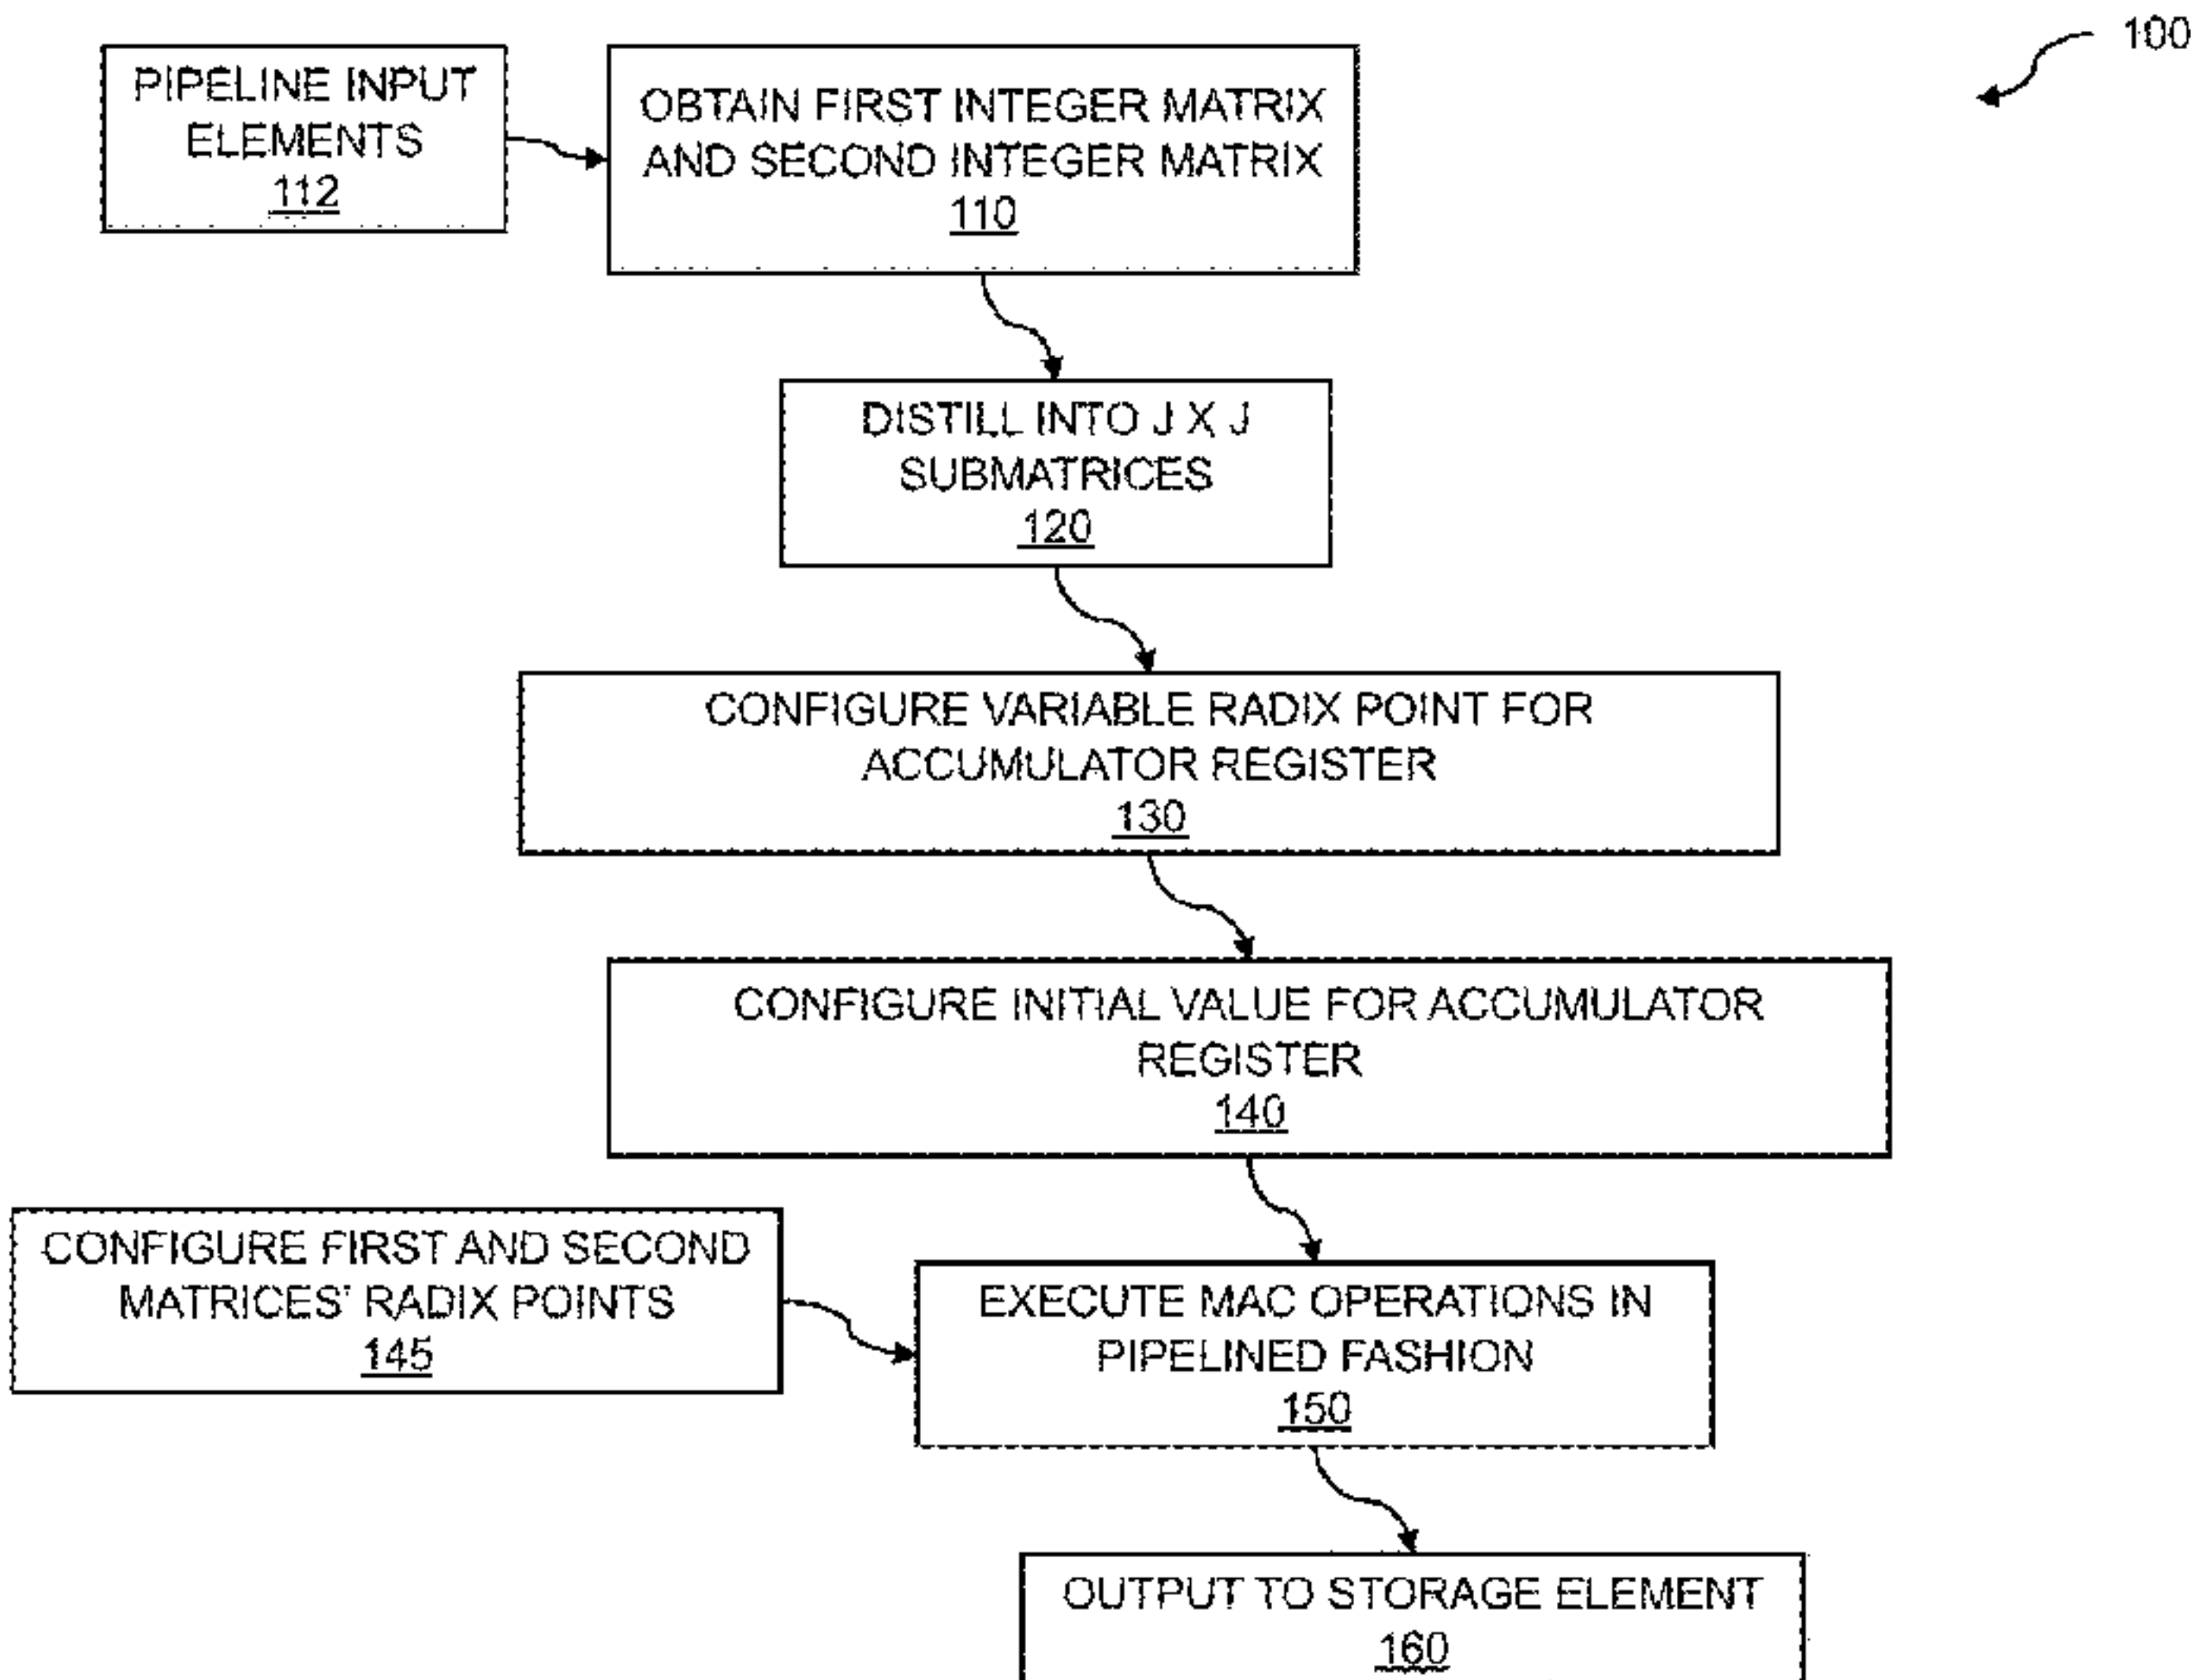 100
PIPELINE INPUT
ELEMENTS
112
OBTAIN FIRST INTEGER MATRIX
AND SECOND INTEGER MATRIX
110
DISTILL INTO J X J
SUBMATRICES
120
CONFIGURE VARIABLE RADIX POINT FOR
ACCUMULATOR REGISTER
130
CONFIGURE INITIAL VALUE FOR ACCUMULATOR
REGISTER
140
CONFIGURE FIRST AND SECOND
MATRICES' RADIX POINTS
145
EXECUTE MAC OPERATIONS IN
PIPELINED FASHION
150
OUTPUT TO STORAGE ELEMENT
160